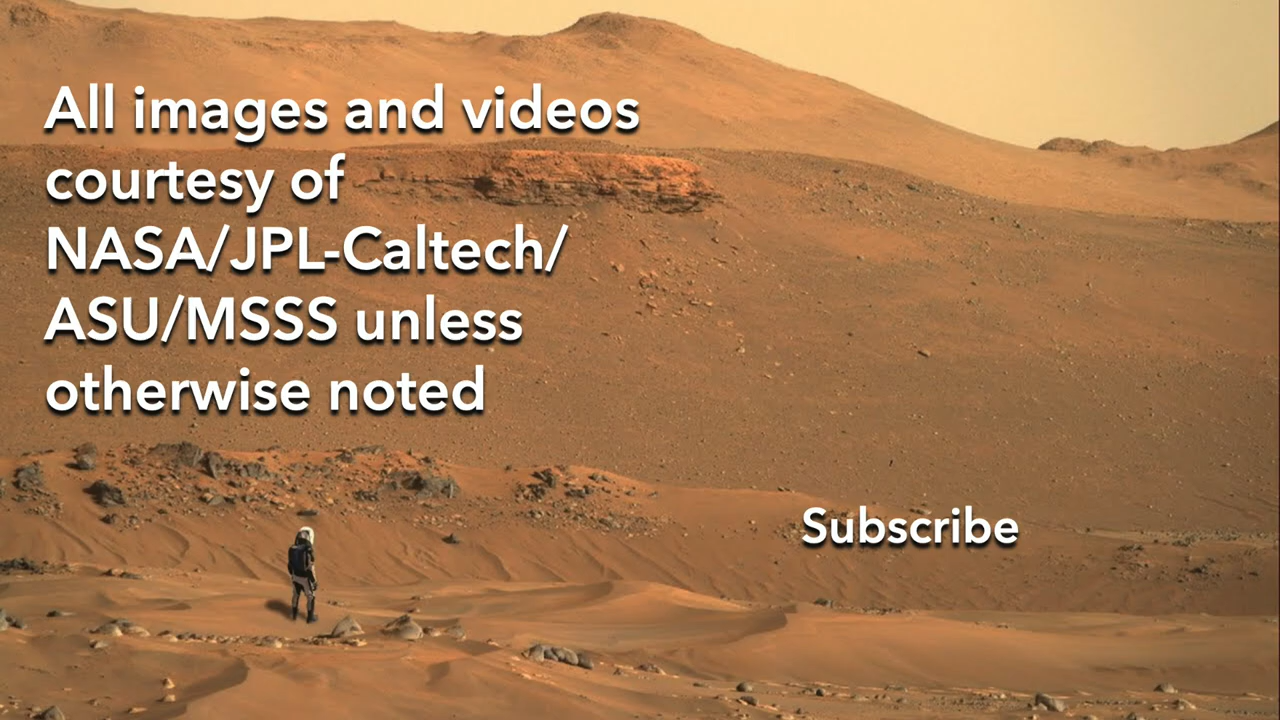 All images and videos
courtesy of
NASA/JPL-Caltech/
ASU/MSSS unless
otherwise noted
Subscribe